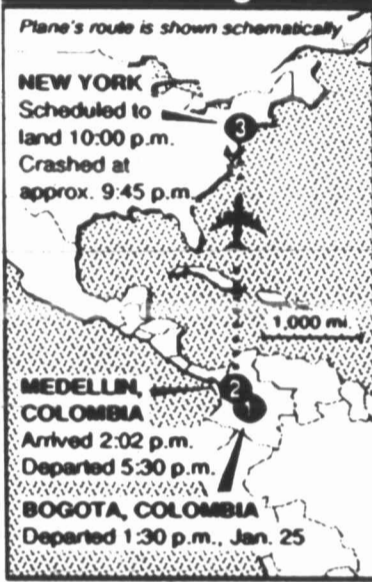 Plane's route is shown schematically
NEW YORK
Scheduled to
land 10:00 p.m.
Crashed at
approx. 9:45 p.m.
3
1,000 mi.
MEDELLIN,
COLOMBIA
Arrived 2:02 p.m.
Departed 5:30 p.m.
2
1
BOGOTA, COLOMBIA
Departed 1:30 p.m., Jan. 25